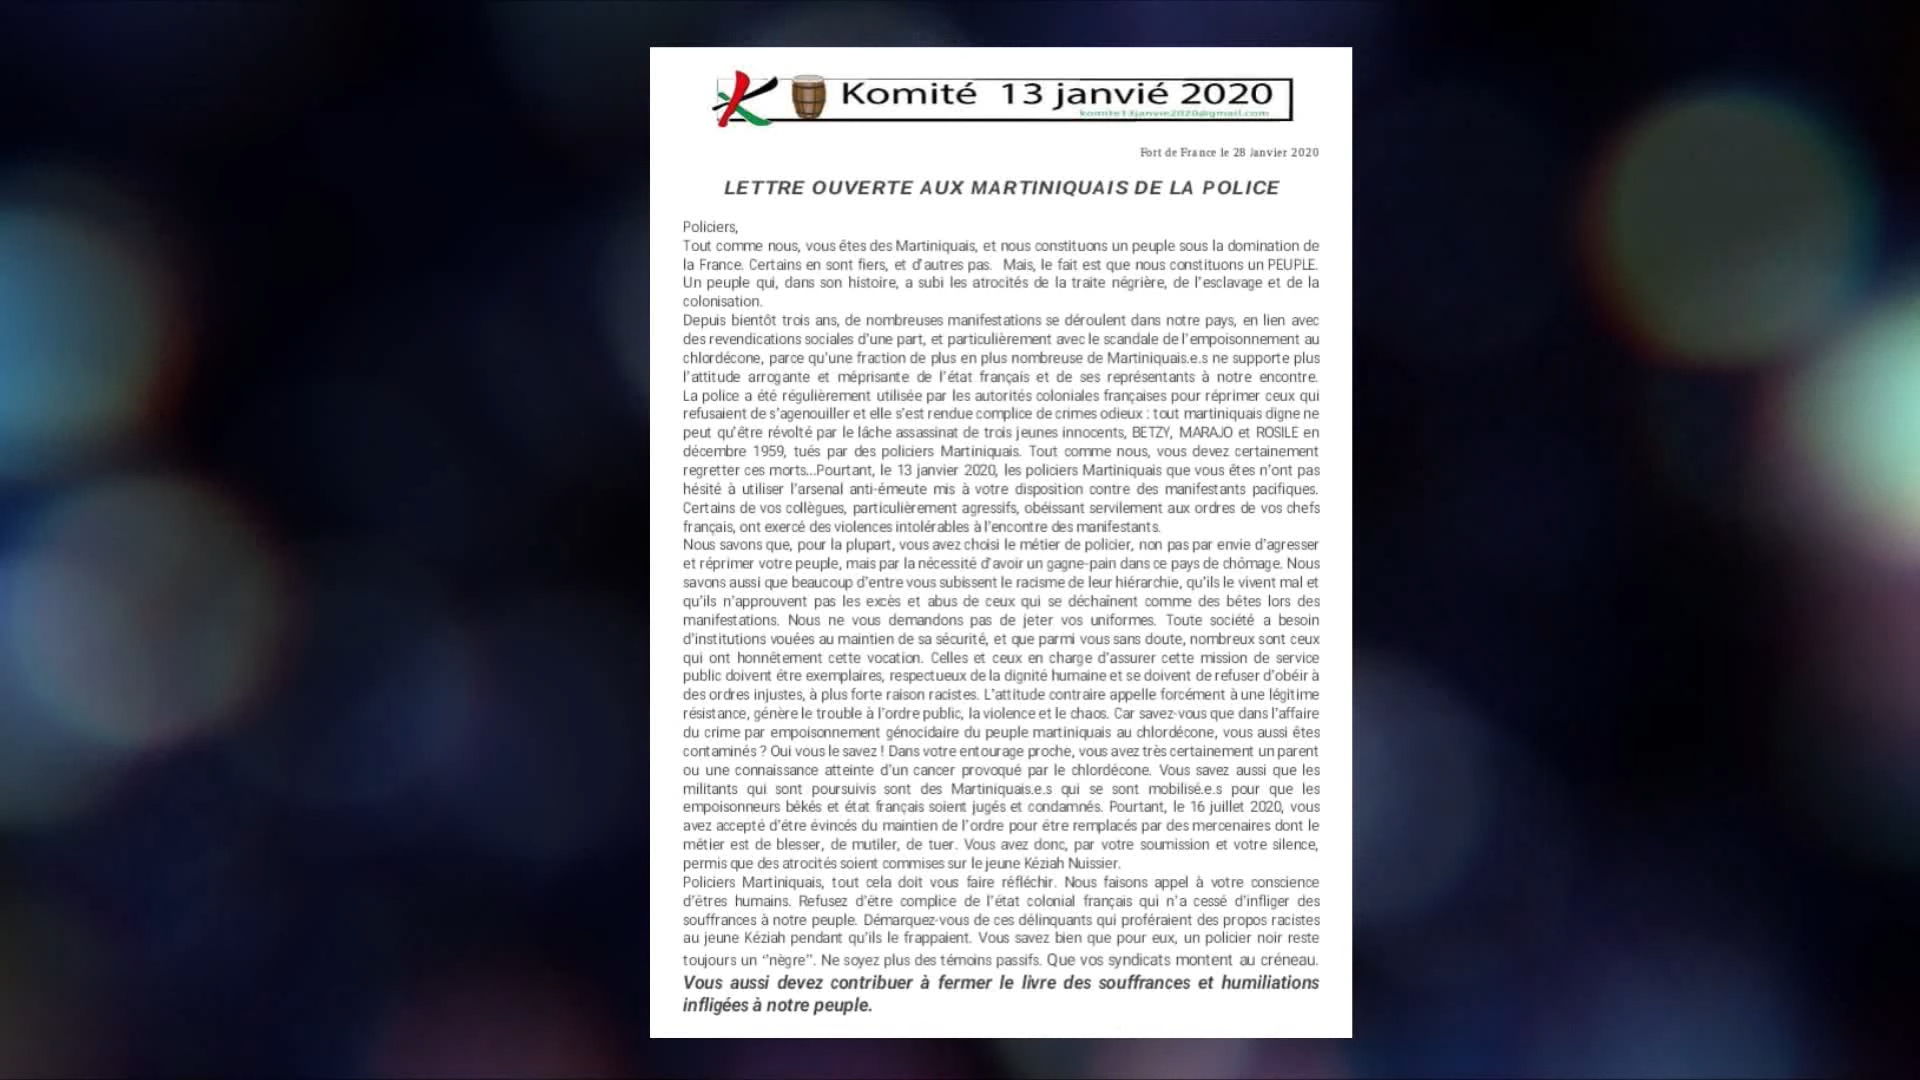 Komité 13 janvié 2020
komite13janvie2020@gmail.com
Fort de France le 28 Janvier 2020
LETTRE OUVERTE AUX MARTINIQUAIS DE LA POLICE
Policiers,
Tout comme nous, vous êtes des Martiniquais, et nous constituons un peuple sous la domination de
la France. Certains en sont fiers, et d'autres pas. Mais, le fait est que nous constituons un PEUPLE.
Un peuple qui, dans son histoire, a subi les atrocités de la traite négrière, de l'esclavage et de la
colonisation.
Depuis bientôt trois ans, de nombreuses manifestations se déroulent dans notre pays, en lien avec
des revendications sociales d'une part, et particulièrement avec le scandale de l'empoisonnement au
chlordécone, parce qu'une fraction de plus en plus nombreuse de Martiniquais.e.s ne supporte plus
l'attitude arrogante et méprisante de l'état français et de ses représentants à notre encontre.
La police a été régulièrement utilisée par les autorités coloniales françaises pour réprimer ceux qui
refusaient de s'agenouiller et elle s'est rendue complice de crimes odieux : tout martiniquais digne ne
peut qu'être révolté par le lâche assassinat de trois jeunes innocents, BETZY, MARAJO et ROSILE en
décembre 1959, tués par des policiers Martiniquais. Tout comme nous, vous devez certainement
regretter ces morts...Pourtant, le 13 janvier 2020, les policiers Martiniquais que vous êtes n'ont pas
hésité à utiliser l'arsenal anti-émeute mis à votre disposition contre des manifestants pacifiques.
Certains de vos collègues, particulièrement agressifs, obéissant servilement aux ordres de vos chefs
français, ont exercé des violences intolérables à l'encontre des manifestants.
Nous savons que, pour la plupart, vous avez choisi le métier de policier, non pas par envie d'agresser
et réprimer votre peuple, mais par la nécessité d'avoir un gagne-pain dans ce pays de chômage. Nous
savons aussi que beaucoup d'entre vous subissent le racisme de leur hiérarchie, qu'ils le vivent mal et
qu'ils n'approuvent pas les excès et abus de ceux qui se déchaînent comme des bêtes lors des
manifestations. Nous ne vous demandons pas de jeter vos uniformes. Toute société a besoin
d'institutions vouées au maintien de sa sécurité, et que parmi vous sans doute, nombreux sont ceux
qui ont honnêtement cette vocation. Celles et ceux en charge d'assurer cette mission de service
public doivent être exemplaires, respectueux de la dignité humaine et se doivent de refuser d'obéir à
des ordres injustes, à plus forte raison racistes. L'attitude contraire appelle forcément à une légitime
résistance, génère le trouble à l'ordre public, la violence et le chaos. Car savez-vous que dans l'affaire
du crime par empoisonnement génocidaire du peuple martiniquais au chlordécone, vous aussi êtes
contaminés ? Oui vous le savez ! Dans votre entourage proche, vous avez très certainement un parent
ou une connaissance atteinte d'un cancer provoqué par le chlordécone. Vous savez aussi que les
militants qui sont poursuivis sont des Martiniquais.e.s qui se sont mobilisé.e.s pour que les
empoisonneurs békés et état français soient jugés et condamnés. Pourtant, le 16 juillet 2020, vous
avez accepté d'être évincés du maintien de l'ordre pour être remplacés par des mercenaires dont le
métier est de blesser, de mutiler, de tuer. Vous avez donc, par votre soumission et votre silence,
permis que des atrocités soient commises sur le jeune Kéziah Nuissier.
Policiers Martiniquais, tout cela doit vous faire réfléchir. Nous faisons appel à votre conscience
d'êtres humains. Refusez d'être complice de l'état colonial français qui n'a cessé d'infliger des
souffrances à notre peuple. Démarquez-vous de ces délinquants qui proféraient des propos racistes
au jeune Kéziah pendant qu'ils le frappaient. Vous savez bien que pour eux, un policier noir reste
toujours un "nègre". Ne soyez plus des témoins passifs. Que vos syndicats montent au créneau.
Vous aussi devez contribuer à fermer le livre des souffrances et humiliations
infligées à notre peuple.